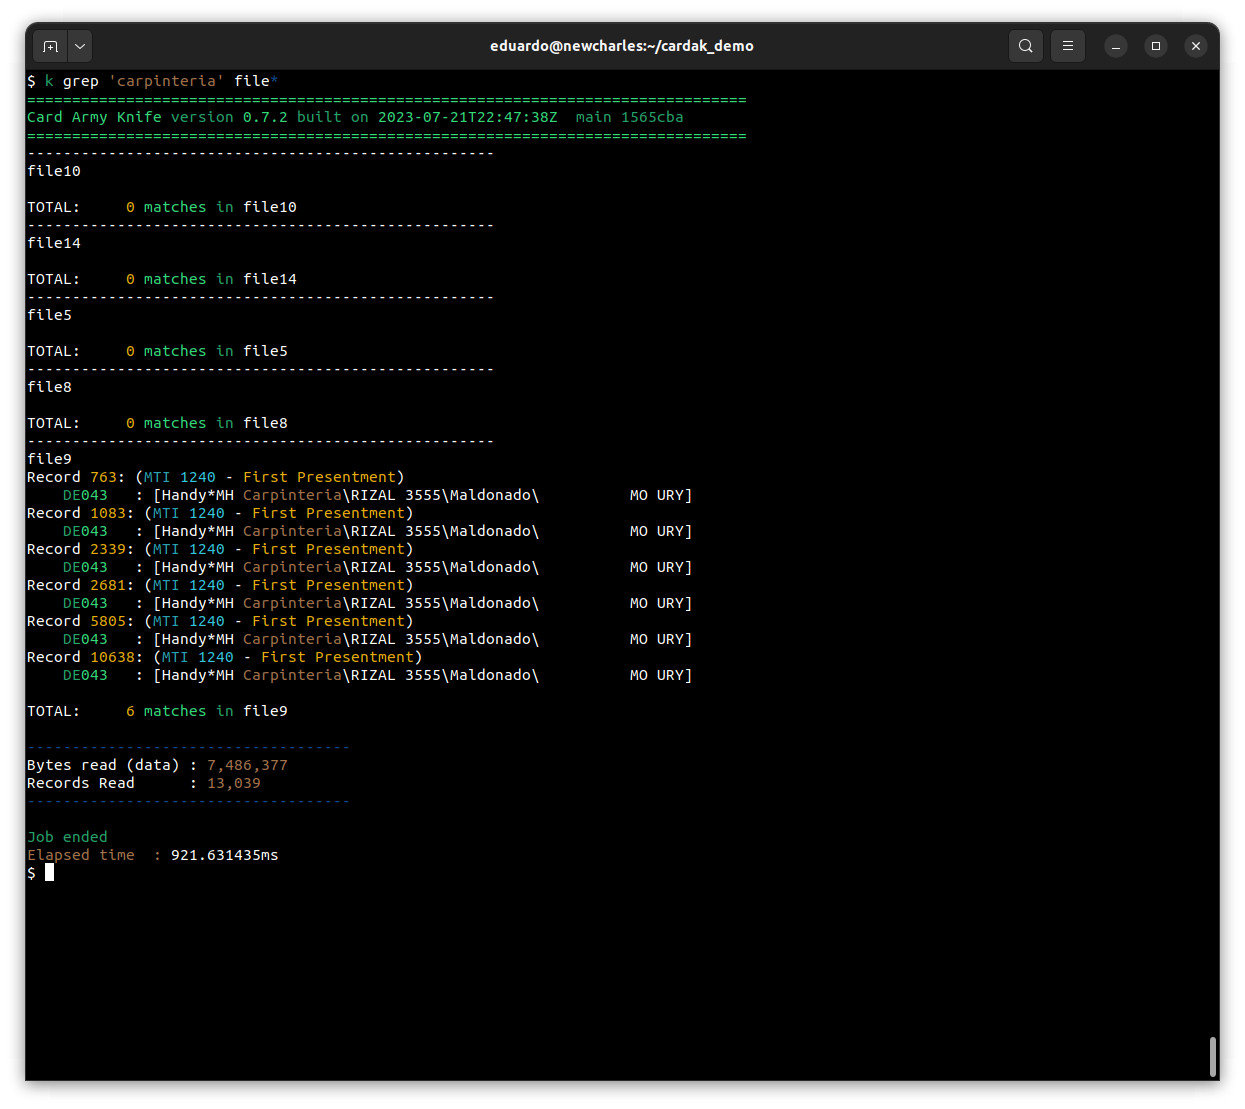 eduardo@newcharles:~/cardak_demo
$ k grep 'carpinteria' file*
================================================================================
Card Army Knife version 0.7.2 built on 2023-07-21T22:47:38Z  main 1565cba
================================================================================
----------------------------------------------------
file10
TOTAL:     0 matches in file10
----------------------------------------------------
file14
TOTAL:     0 matches in file14
----------------------------------------------------
file5
TOTAL:     0 matches in file5
----------------------------------------------------
file8
TOTAL:     0 matches in file8
----------------------------------------------------
file9
Record 763: (MTI 1240 - First Presentment)
    DE043   : [Handy*MH Carpinteria\RIZAL 3555\Maldonado\          MO URY]
Record 1083: (MTI 1240 - First Presentment)
    DE043   : [Handy*MH Carpinteria\RIZAL 3555\Maldonado\          MO URY]
Record 2339: (MTI 1240 - First Presentment)
    DE043   : [Handy*MH Carpinteria\RIZAL 3555\Maldonado\          MO URY]
Record 2681: (MTI 1240 - First Presentment)
    DE043   : [Handy*MH Carpinteria\RIZAL 3555\Maldonado\          MO URY]
Record 5805: (MTI 1240 - First Presentment)
    DE043   : [Handy*MH Carpinteria\RIZAL 3555\Maldonado\          MO URY]
Record 10638: (MTI 1240 - First Presentment)
    DE043   : [Handy*MH Carpinteria\RIZAL 3555\Maldonado\          MO URY]
TOTAL:     6 matches in file9
------------------------------------
Bytes read (data) : 7,486,377
Records Read      : 13,039
------------------------------------
Job ended
Elapsed time  : 921.631435ms
$